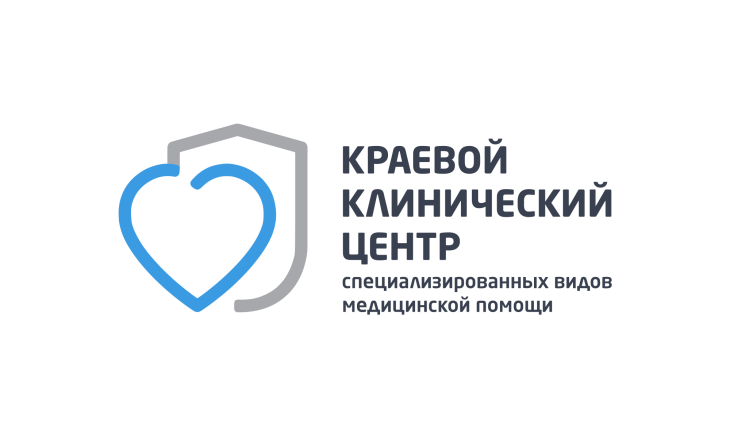 КРАЕВОЙ
КЛИНИЧЕСКИЙ
ЦЕНТР
специализированных видов
медицинской помощи